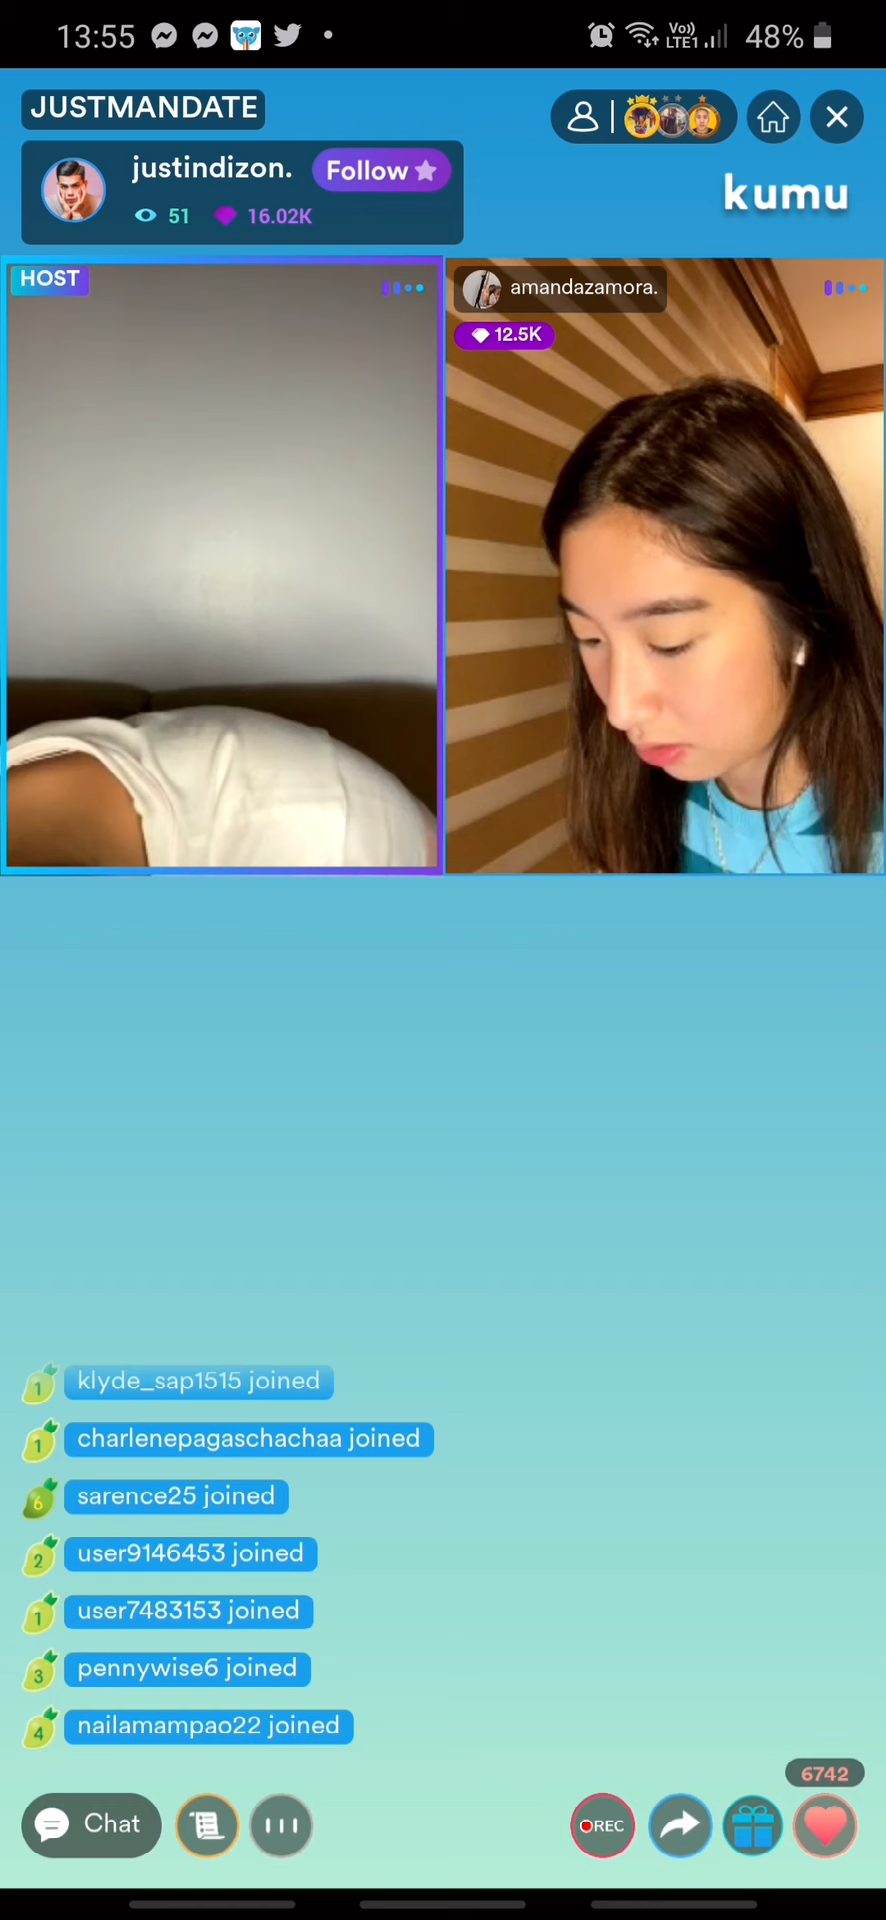 13:55
Vo))
LTE1
48%
JUSTMANDATE
justindizon.
Follow
51
16.02K
kumu
HOST
amandazamora.
12.5K
1 klyde_sap1515 joined
1 charlenepagaschachaa joined
6 sarence25 joined
2 user9146453 joined
1 user7483153 joined
3 pennywise6 joined
4 nailamampao22 joined
6742
Chat
REC